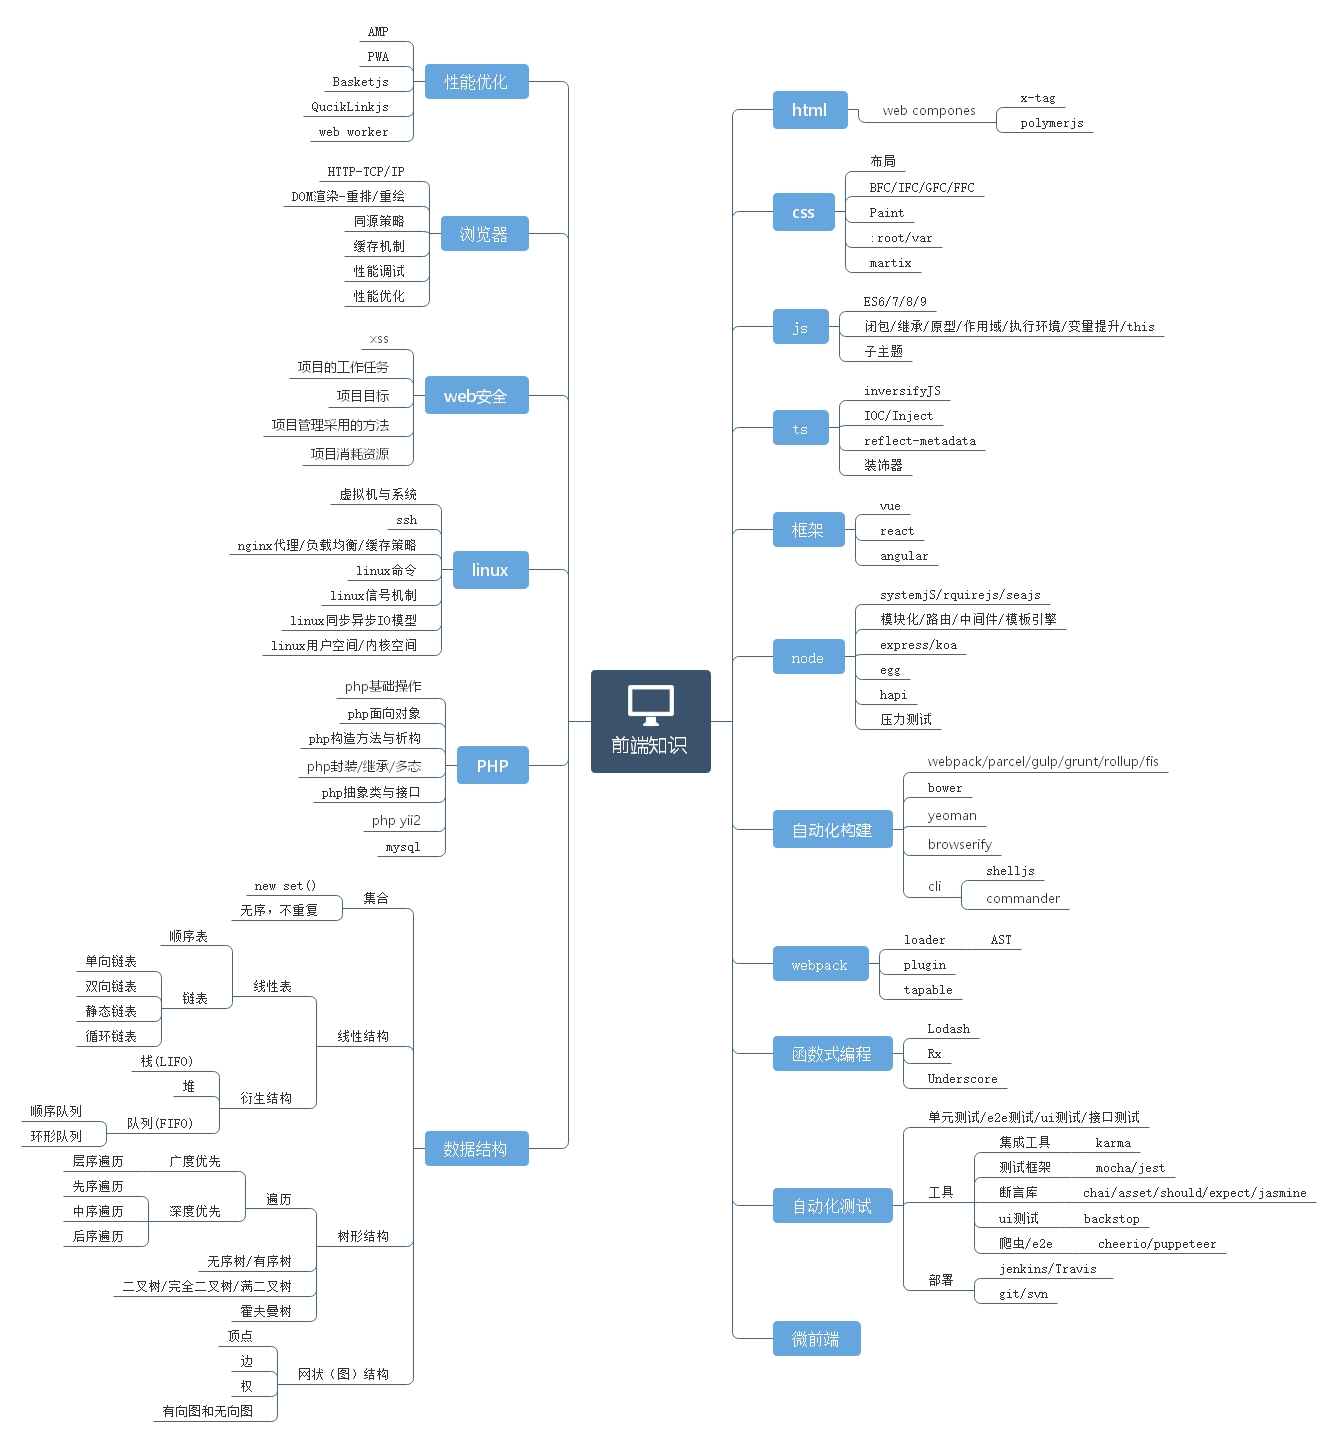 前端知识
性能优化
AMP
PWA
Basketjs
QucikLinkjs
web worker
浏览器
HTTP-TCP/IP
DOM渲染-重排/重绘
同源策略
缓存机制
性能调试
性能优化
web安全
xss
项目的工作任务
项目目标
项目管理采用的方法
项目消耗资源
linux
虚拟机与系统
ssh
nginx代理/负载均衡/缓存策略
linux命令
linux信号机制
linux同步异步IO模型
linux用户空间/内核空间
PHP
php基础操作
php面向对象
php构造方法与析构
php封装/继承/多态
php抽象类与接口
php yii2
mysql
数据结构
集合
new set()
无序，不重复
线性结构
线性表
顺序表
链表
单向链表
双向链表
静态链表
循环链表
衍生结构
栈(LIFO)
堆
队列(FIFO)
顺序队列
环形队列
树形结构
遍历
广度优先
层序遍历
深度优先
先序遍历
中序遍历
后序遍历
无序树/有序树
二叉树/完全二叉树/满二叉树
霍夫曼树
网状（图）结构
顶点
边
权
有向图和无向图
html
web compones
x-tag
polymerjs
css
布局
BFC/IFC/GFC/FFC
Paint
:root/var
martix
js
ES6/7/8/9
闭包/继承/原型/作用域/执行环境/变量提升/this
子主题
ts
inversifyJS
IOC/Inject
reflect-metadata
装饰器
框架
vue
react
angular
node
systemjS/rquirejs/seajs
模块化/路由/中间件/模板引擎
express/koa
egg
hapi
压力测试
自动化构建
webpack/parcel/gulp/grunt/rollup/fis
bower
yeoman
browserify
cli
shelljs
commander
webpack
loader
AST
plugin
tapable
函数式编程
Lodash
Rx
Underscore
自动化测试
单元测试/e2e测试/ui测试/接口测试
工具
集成工具
karma
测试框架
mocha/jest
断言库
chai/asset/should/expect/jasmine
ui测试
backstop
爬虫/e2e
cheerio/puppeteer
部署
jenkins/Travis
git/svn
微前端